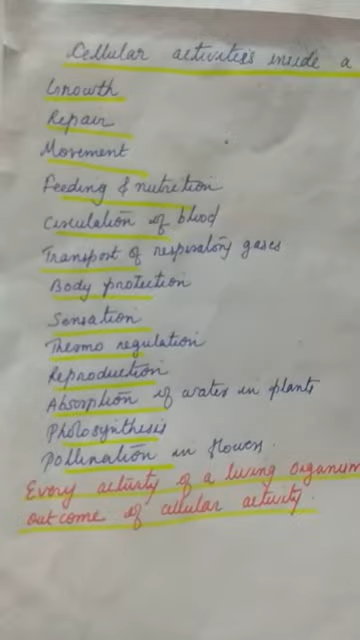 Cellular activities inside a
Growth
Repair
Movement
Feeding & nutrition
Circulation of blood
Transport of respiratory gases
Body protection
Sensation
Thermo regulation
Reproduction
Absorption of water in plants
Photosynthesis
Pollination in flowers.
Every activity of a living organism
outcome of cellular activity.